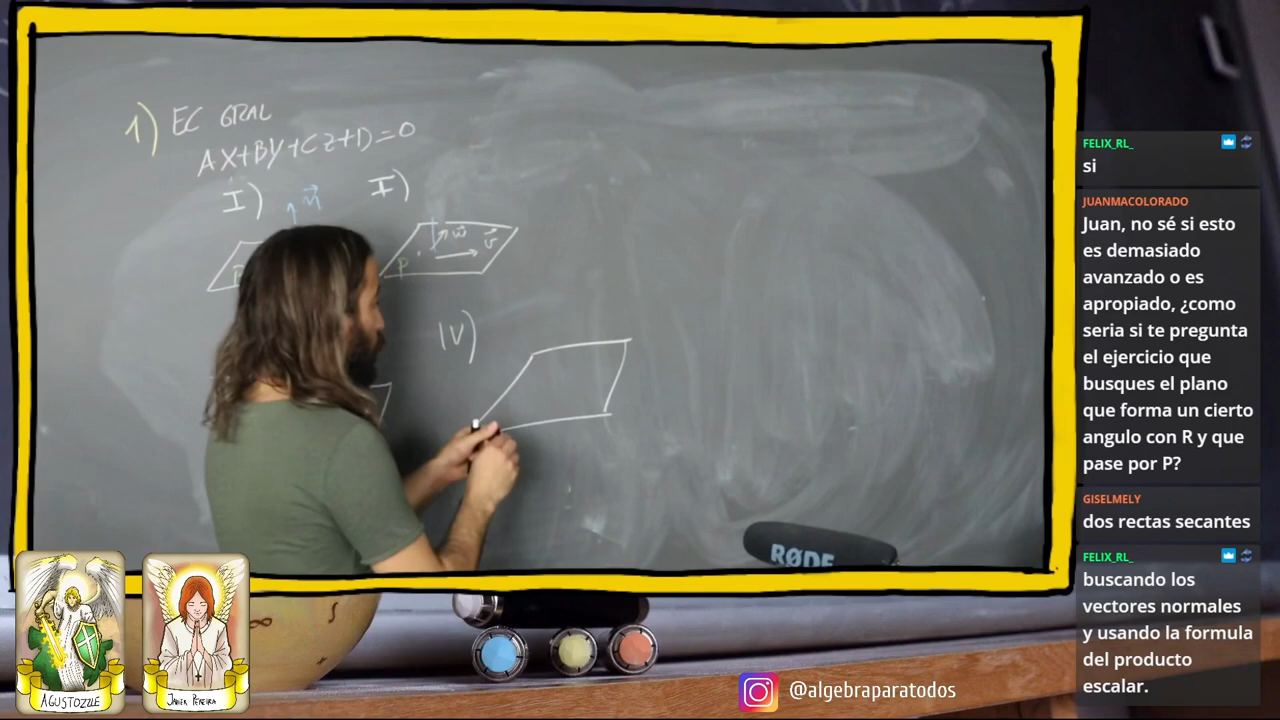 1) EC GRAL
AX+BY+CZ+D=0
I)
n
I)
P
w
v
P
IV)
RØDE
AGUSTOZZLE
JAVIER PEREIRA
@algebraparatodos
FELIX_RL_
si
JUANMACOLORADO
Juan, no sé si esto
es demasiado
avanzado o es
apropiado, ¿como
seria si te pregunta
el ejercicio que
busques el plano
que forma un cierto
angulo con R y que
pase por P?
GISELMELY
dos rectas secantes
FELIX_RL_
buscando los
vectores normales
y usando la formula
del producto
escalar.